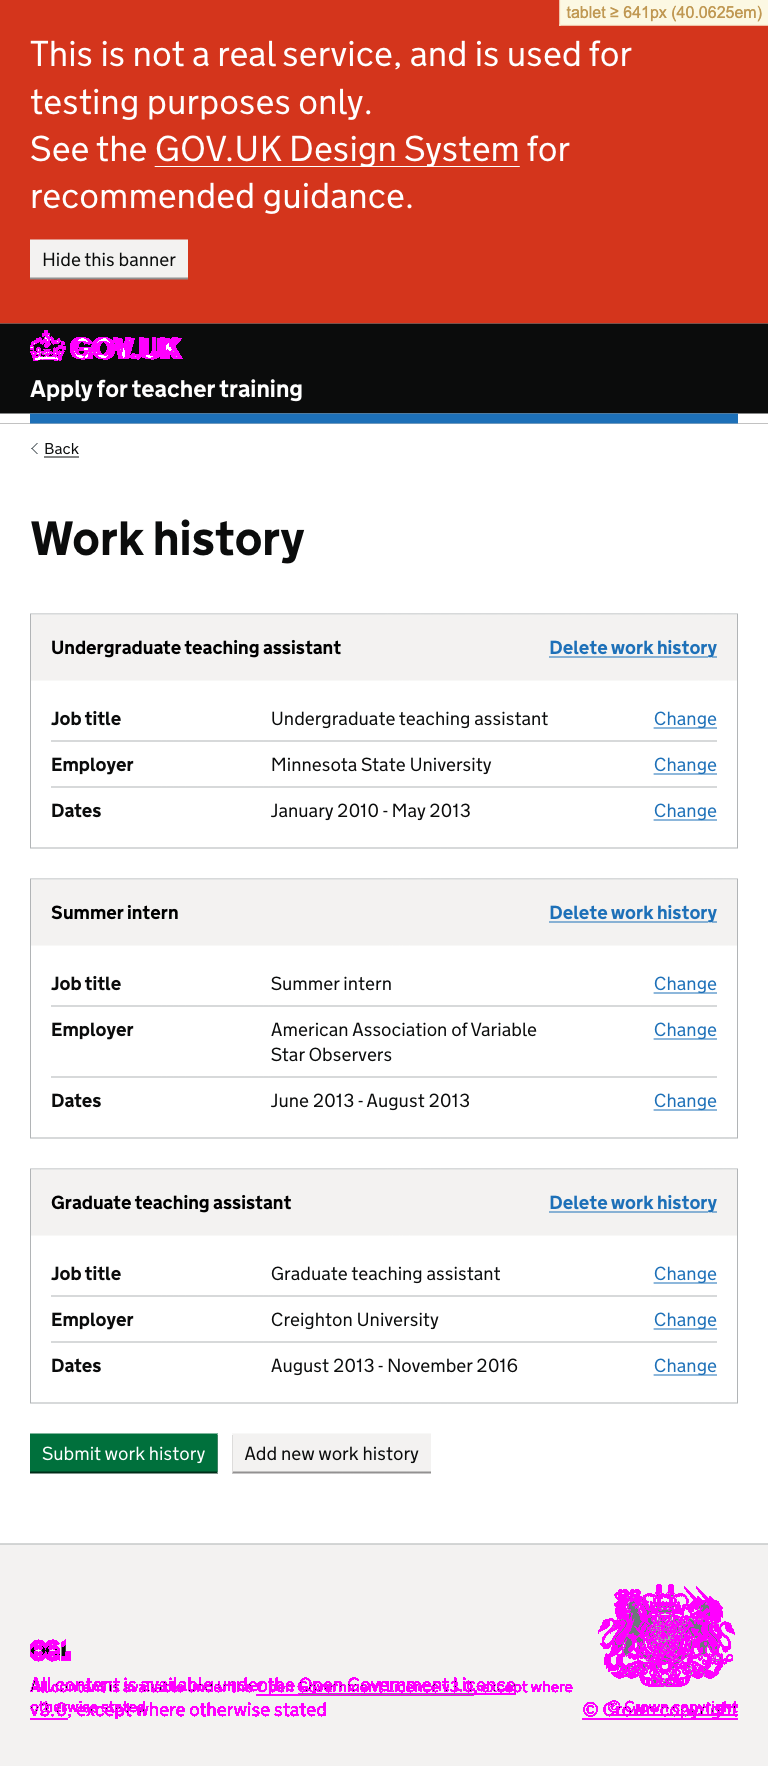 tablet ≥ 641px (40.0625em)
This is not a real service, and is used for
testing purposes only.
See the GOV.UK Design System for
recommended guidance.
Hide this banner
GOV.UK
Apply for teacher training
Back
Work history
Undergraduate teaching assistant Delete work history
Job title Undergraduate teaching assistant Change
Employer Minnesota State University Change
Dates January 2010 - May 2013 Change
Summer intern Delete work history
Job title Summer intern Change
Employer American Association of Variable Change
Star Observers
Dates June 2013 - August 2013 Change
Graduate teaching assistant Delete work history
Job title Graduate teaching assistant Change
Employer Creighton University Change
Dates August 2013 - November 2016 Change
Submit work history Add new work history
All content is available under the Open Government Licence
v3.0, except where otherwise stated
© Crown copyright